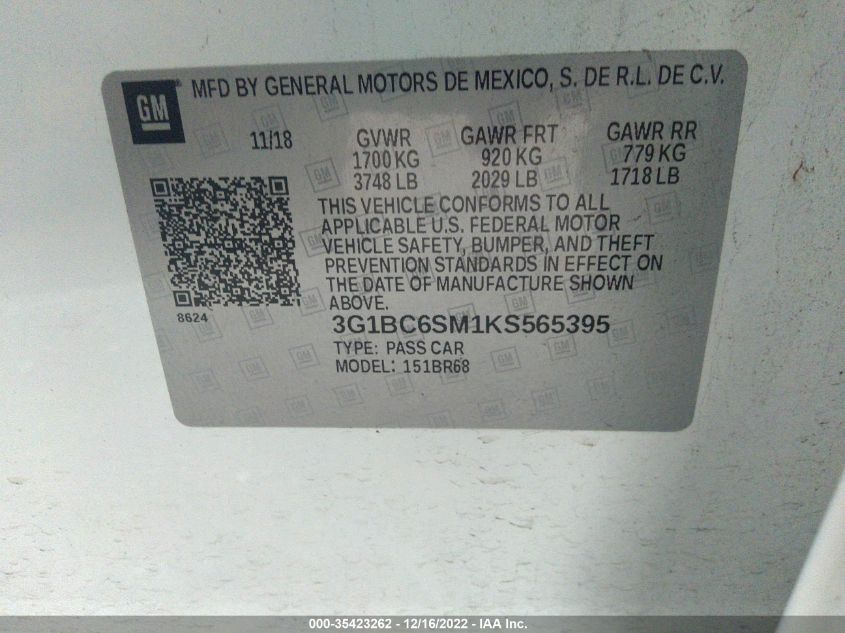 GM® MFD BY GENERAL MOTORS DE MEXICO, S. DE R.L. DE C.V.
11/18 GVWR GAWR FRT GAWR RR
1700 KG 920 KG 779 KG
3748 LB 2029 LB 1718 LB
THIS VEHICLE CONFORMS TO ALL
APPLICABLE U.S. FEDERAL MOTOR
VEHICLE SAFETY, BUMPER, AND THEFT
PREVENTION STANDARDS IN EFFECT ON
THE DATE OF MANUFACTURE SHOWN
ABOVE.
8624
3G1BC6SM1KS565395
TYPE: PASS CAR
MODEL: 151BR68
000-35423262 - 12/16/2022 - IAA Inc.